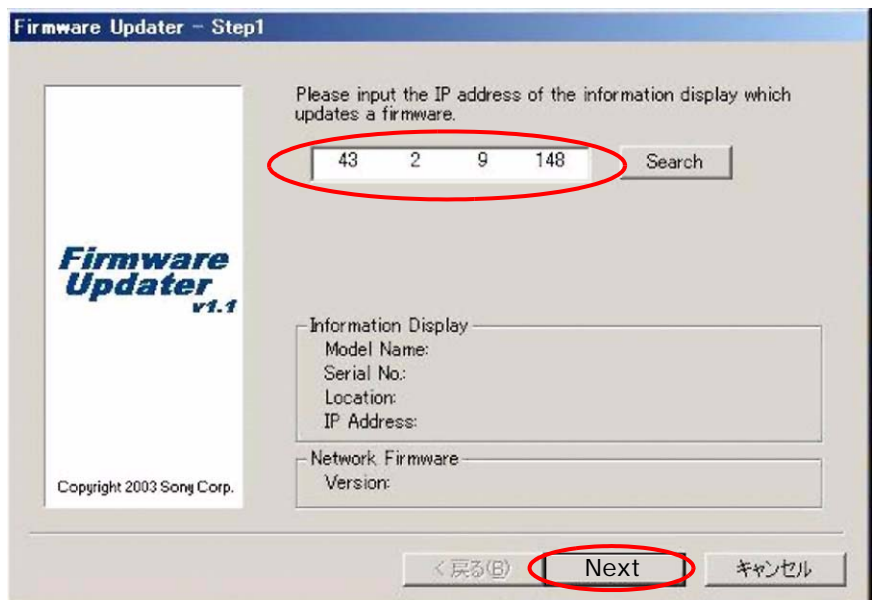 Firmware Updater - Step1
Please input the IP address of the information display which
updates a firmware.
43 2 9 148
Search
Firmware
Updater
v1.1
Information Display
Model Name:
Serial No.:
Location:
IP Address:
Network Firmware
Version:
Copyright 2003 Sony Corp.
< 戻る(B)
Next
キャンセル